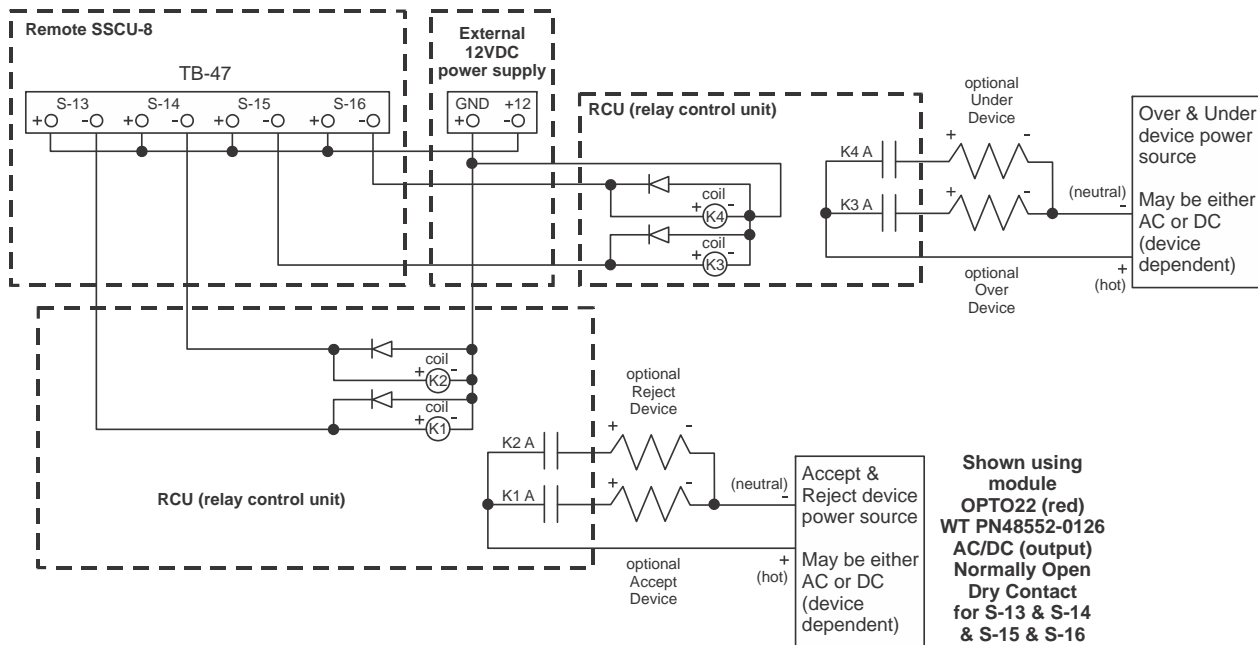 Remote SSCU-8
TB-47
S-13 S-14 S-15 S-16
+ - + - + - + -
External
12VDC
power supply
GND +12
+ -
RCU (relay control unit)
coil
+ K4 -
coil
+ K3 -
K4 A
K3 A
optional
Under
Device
+ -
+ -
optional
Over
Device
(neutral)
-
+
(hot)
Over & Under
device power
source
May be either
AC or DC
(device
dependent)
coil
+ K2 -
coil
+ K1 -
RCU (relay control unit)
K2 A
K1 A
optional
Reject
Device
+ -
+ -
optional
Accept
Device
(neutral)
-
+
(hot)
Accept &
Reject device
power source
May be either
AC or DC
(device
dependent)
Shown using
module
OPTO22 (red)
WT PN48552-0126
AC/DC (output)
Normally Open
Dry Contact
for S-13 & S-14
& S-15 & S-16